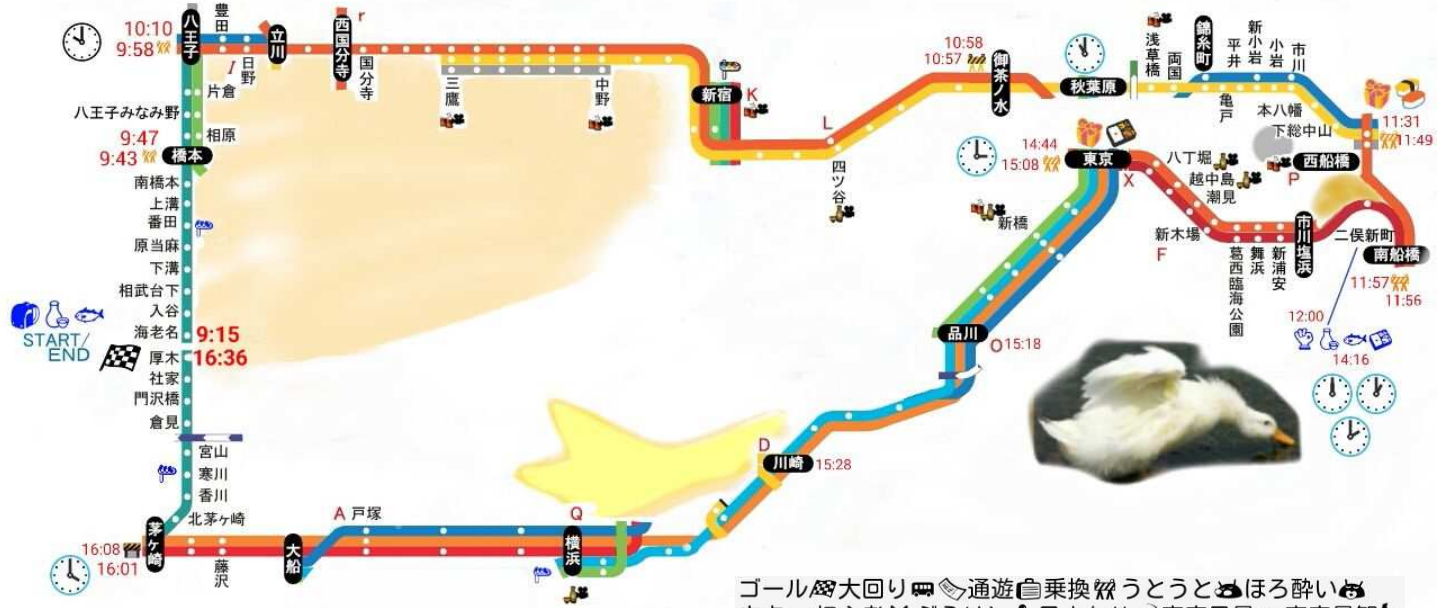 10:10
9:58
八王子
豊田
I
日野
立川
r
西国分寺
国分寺
三鷹
中野
新宿
K
L
四ツ谷
10:58
10:57
御茶ノ水
秋葉原
浅草橋
両国
錦糸町
亀戸
平井
新小岩
小岩
市川
本八幡
下総中山
西船橋
P
11:31
11:49
片倉
八王子みなみ野
相原
9:47
9:43
橋本
南橋本
上溝
番田
原当麻
下溝
相武台下
入谷
海老名
9:15
START/
END
厚木
16:36
社家
門沢橋
倉見
宮山
寒川
香川
北茅ヶ崎
茅ヶ崎
16:08
16:01
藤沢
大船
A
戸塚
Q
横浜
D
川崎
15:28
品川
O
15:18
新橋
14:44
15:08
東京
X
八丁堀
越中島
潮見
新木場
F
葛西臨海公園
舞浜
新浦安
市川塩浜
二俣新町
南船橋
11:57
11:56
12:00
14:16
ゴール 大回り 通遊 乗換 うとうと ほろ酔い